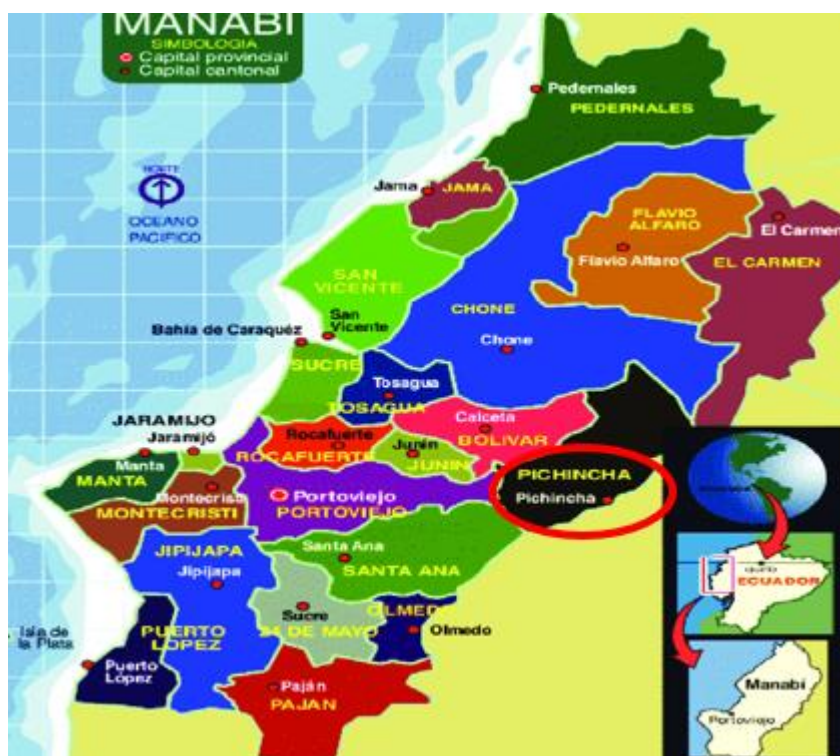 MANABI
SIMBOLOGIA
Capital provincial
Capital cantonal
Pedernales
PEDERNALES
NORTE
OCEANO
PACIFICO
Jama
JAMA
FLAVIO
ALFARO
El Carmen
Flavio Alfaro
EL CARMEN
SAN
VICENTE
CHONE
San
Vicente
Bahía de Caraquéz
Chone
SUCRE
Tosagua
TOSAGUA
JARAMIJO
Jaramijó
Rocafuerte
ROCAFUERTE
Calceta
BOLIVAR
Junín
JUNIN
Manta
MANTA
Montecristi
MONTECRISTI
Portoviejo
PORTOVIEJO
PICHINCHA
Pichincha
JIPIJAPA
Jipijapa
Santa Ana
SANTA ANA
quito
ECUADOR
Isla de
la Plata
PUERTO
LOPEZ
Sucre
24 DE MAYO
OLMEDO
Olmedo
Puerto
López
Paján
PAJAN
Manabí
Portoviejo